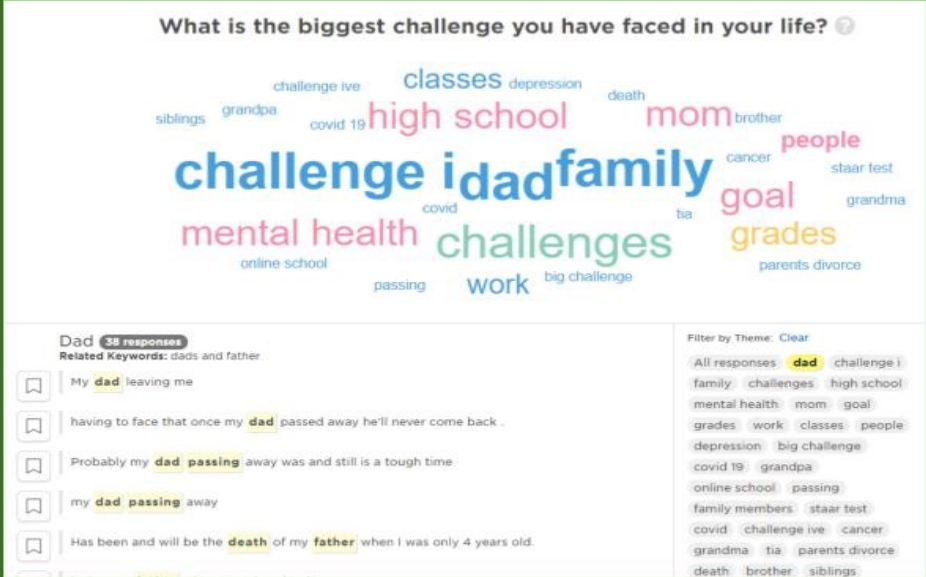 What is the biggest challenge you have faced in your life? ?
challenge ive classes depression
death
siblings grandpa covid 19 high school mom brother
people
challenge i dad family cancer staar test
covid tia goal grandma
mental health challenges grades
online school parents divorce
passing work big challenge
Dad 38 responses
Related Keywords: dads and father
My dad leaving me
having to face that once my dad passed away he'll never come back .
Probably my dad passing away was and still is a tough time
my dad passing away
Has been and will be the death of my father when I was only 4 years old.
Filter by Theme: Clear
All responses dad challenge i
family challenges high school
mental health mom goal
grades work classes people
depression big challenge
covid 19 grandpa
online school passing
family members staar test
covid challenge ive cancer
grandma tia parents divorce
death brother siblings